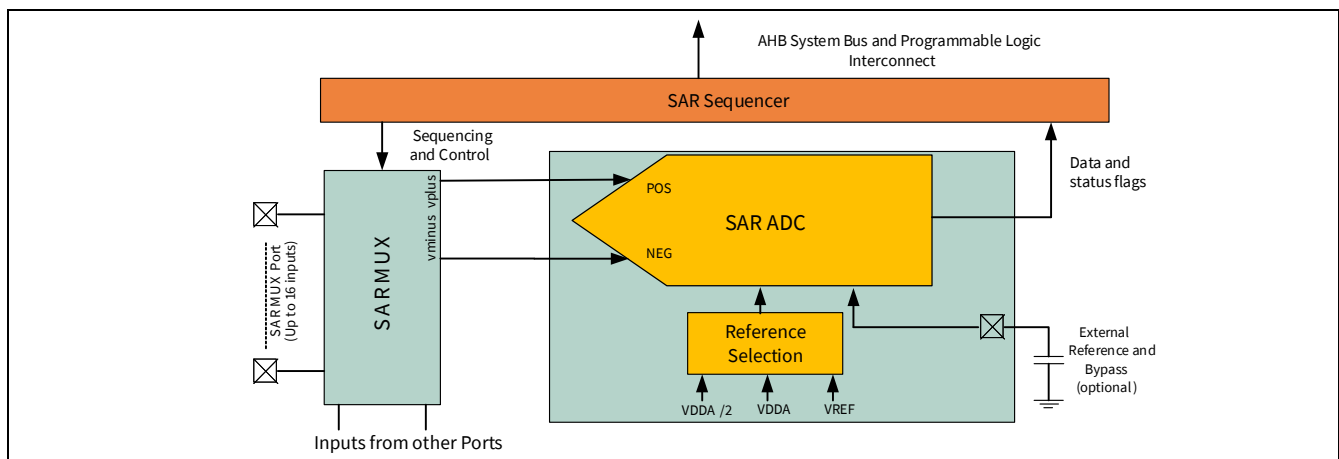 AHB System Bus and Programmable Logic
Interconnect
SAR Sequencer
Sequencing
and Control
Data and
status flags
vminus vplus
POS
SAR ADC
NEG
SARMUX
SARMUX Port
(Up to 16 inputs)
Reference
Selection
External
Reference and
Bypass
(optional)
VDDA /2 VDDA VREF
Inputs from other Ports